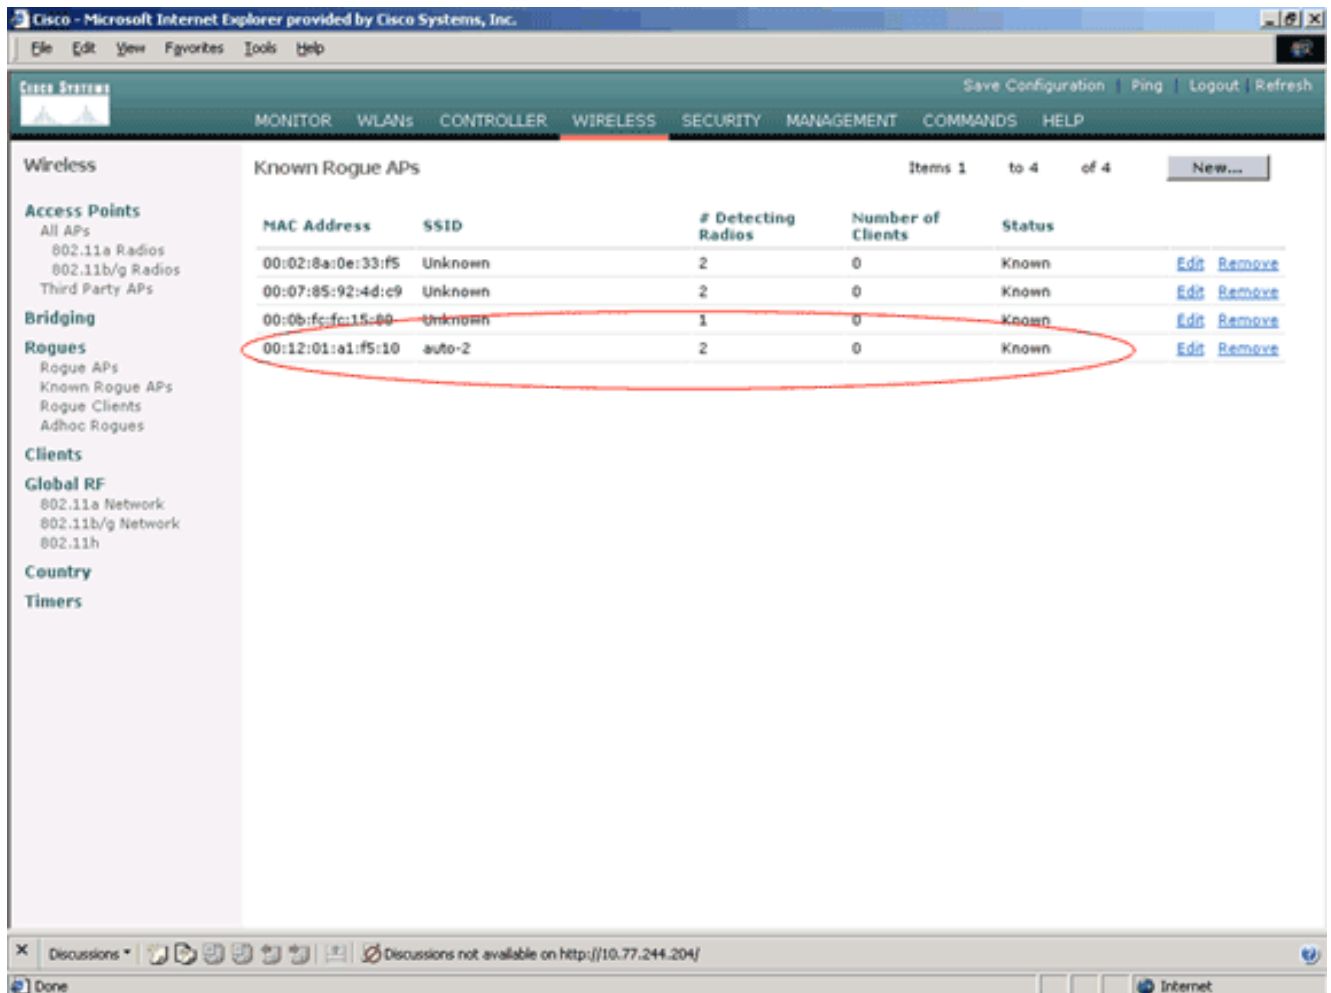 Cisco - Microsoft Internet Explorer provided by Cisco Systems, Inc.
File Edit View Favorites Tools Help
CISCO SYSTEMS
Save Configuration | Ping | Logout | Refresh
MONITOR WLANs CONTROLLER WIRELESS SECURITY MANAGEMENT COMMANDS HELP
Wireless
Access Points
All APs
802.11a Radios
802.11b/g Radios
Third Party APs
Bridging
Rogues
Rogue APs
Known Rogue APs
Rogue Clients
Adhoc Rogues
Clients
Global RF
802.11a Network
802.11b/g Network
802.11h
Country
Timers
Known Rogue APs Items 1 to 4 of 4 New...
MAC Address SSID # Detecting Radios Number of Clients Status
00:02:8a:0e:33:f5 Unknown 2 0 Known Edit Remove
00:07:85:92:4d:c9 Unknown 2 0 Known Edit Remove
00:0b:fc:fc:15:00 Unknown 1 0 Known Edit Remove
00:12:01:a1:f5:10 auto-2 2 0 Known Edit Remove
Discussions Discussions not available on http://10.77.244.204/
Done Internet